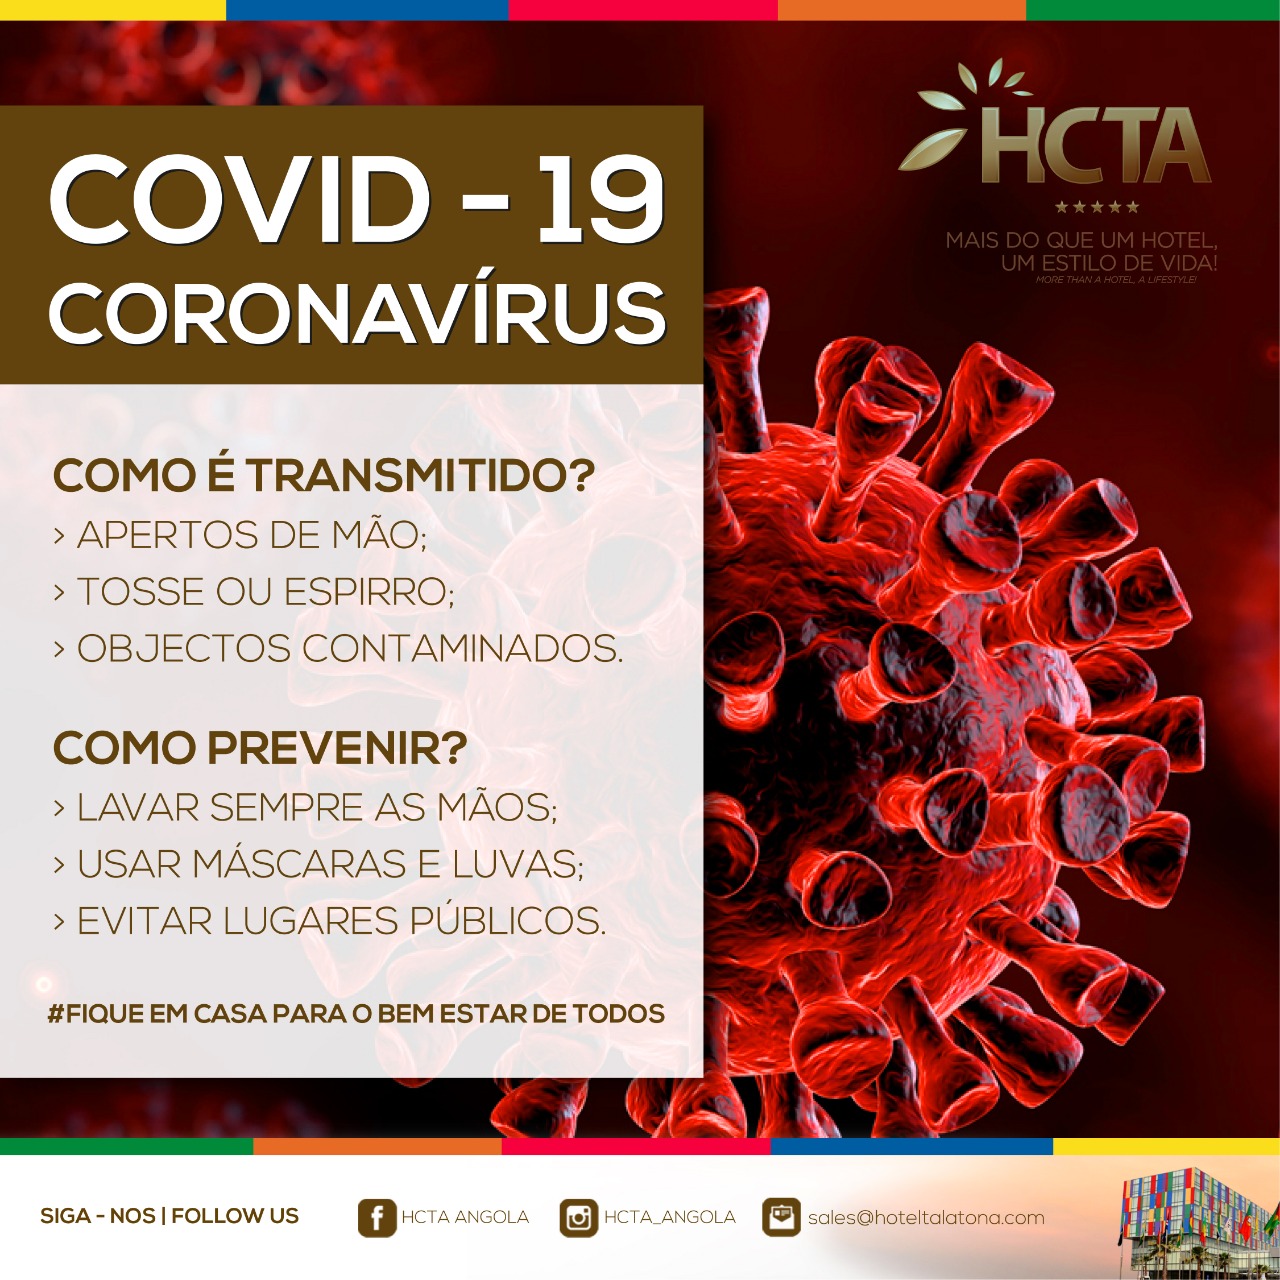 HCTA
MAIS DO QUE UM HOTEL,
UM ESTILO DE VIDA!
MORE THAN A HOTEL, A LIFESTYLE!
COVID - 19
CORONAVÍRUS
COMO É TRANSMITIDO?
> APERTOS DE MÃO;
> TOSSE OU ESPIRRO;
> OBJECTOS CONTAMINADOS.
COMO PREVENIR?
> LAVAR SEMPRE AS MÃOS;
> USAR MÁSCARAS E LUVAS;
> EVITAR LUGARES PÚBLICOS.
#FIQUE EM CASA PARA O BEM ESTAR DE TODOS
SIGA - NOS | FOLLOW US
HCTA ANGOLA
HCTA_ANGOLA
sales@hoteltalatona.com